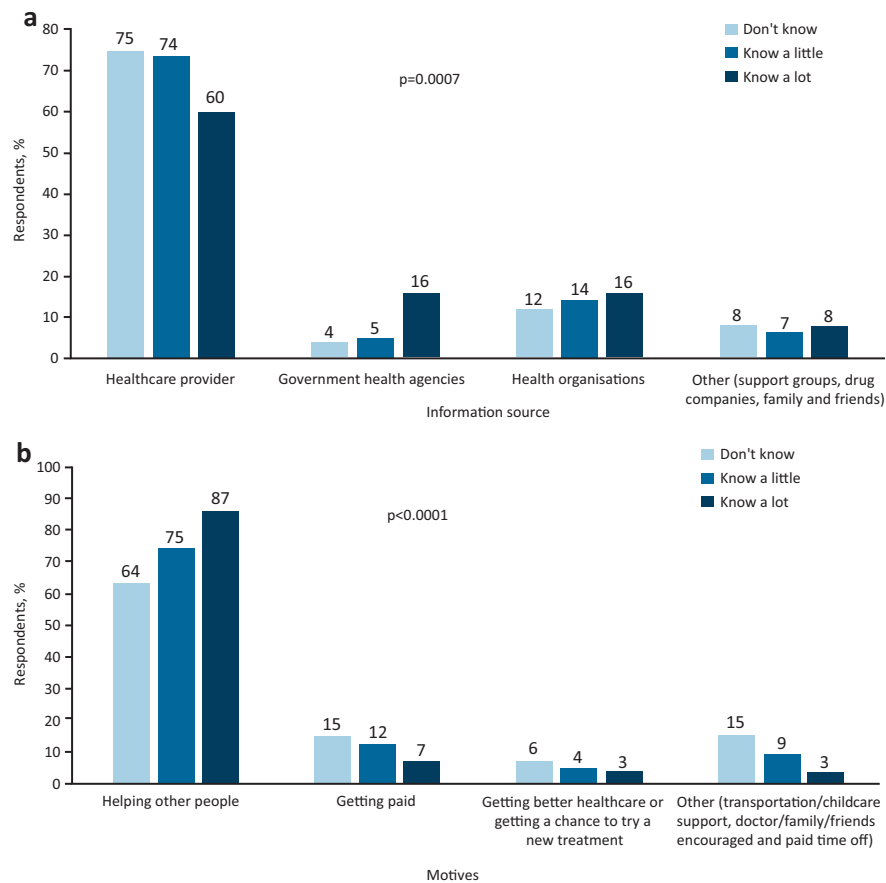 a
80
70
60
50
40
30
20
10
0
Respondents, %
75
74
60
4
5
16
12
14
16
8
7
8
p=0.0007
Don't know
Know a little
Know a lot
Healthcare provider
Government health agencies
Health organisations
Other (support groups, drug
companies, family and friends)
Information source
b
100
90
80
70
60
50
40
30
20
10
0
Respondents, %
64
75
87
15
12
7
6
4
3
15
9
3
p<0.0001
Don't know
Know a little
Know a lot
Helping other people
Getting paid
Getting better healthcare or
getting a chance to try a
new treatment
Other (transportation/childcare
support, doctor/family/friends
encouraged and paid time off)
Motives